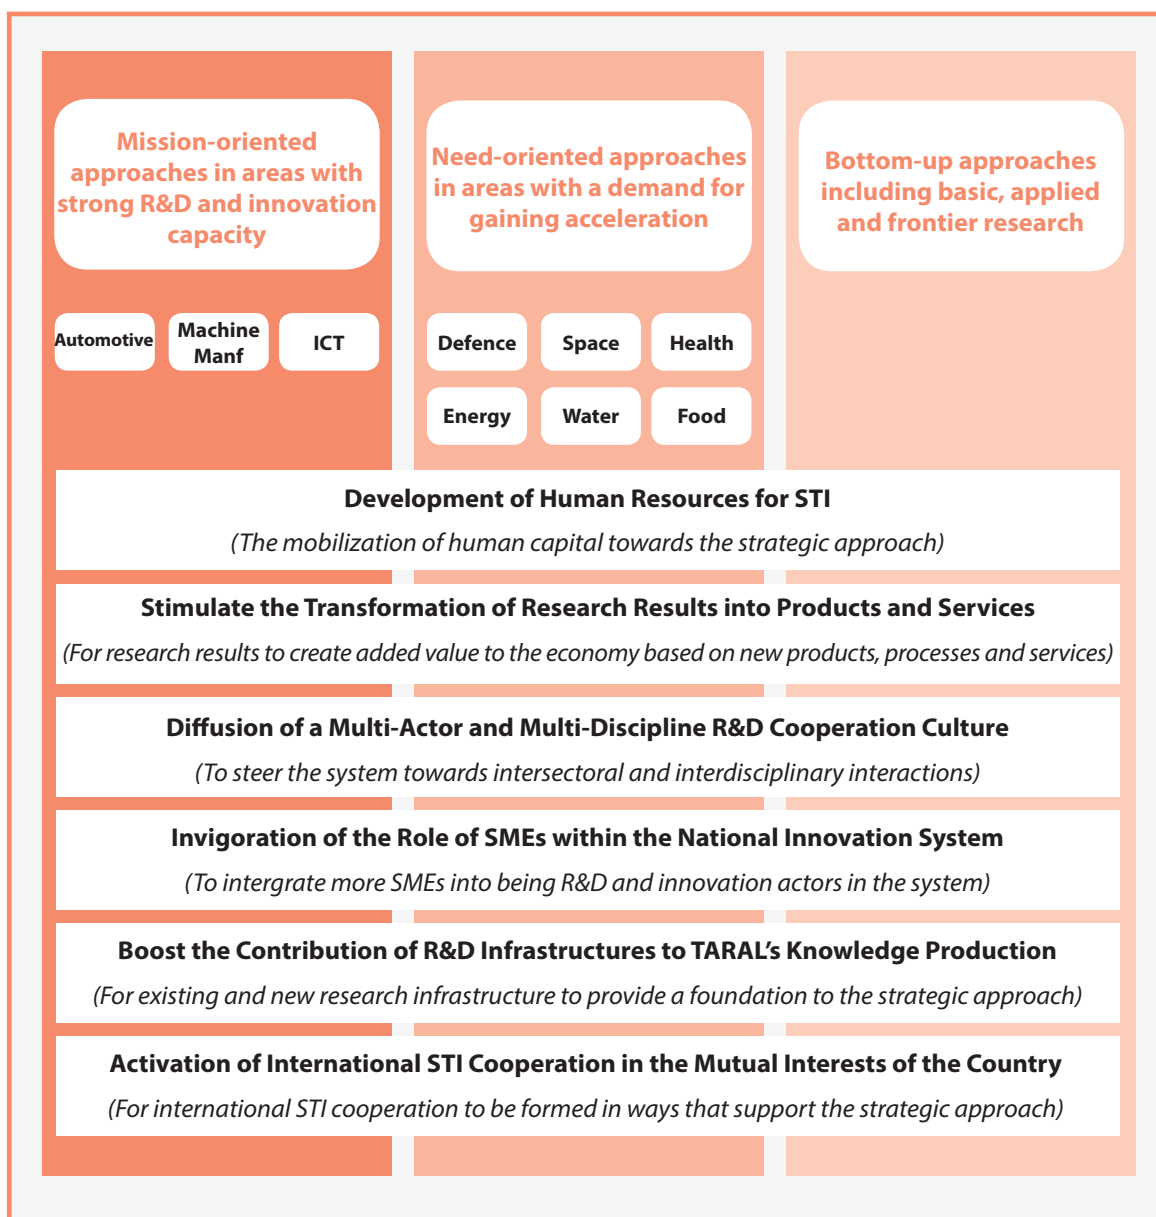 Mission-oriented
approaches in areas with
strong R&D and innovation
capacity
Need-oriented approaches
in areas with a demand for
gaining acceleration
Bottom-up approaches
including basic, applied
and frontier research
Automotive
Machine
Manf
ICT
Defence
Space
Health
Energy
Water
Food
Development of Human Resources for STI
(The mobilization of human capital towards the strategic approach)
Stimulate the Transformation of Research Results into Products and Services
(For research results to create added value to the economy based on new products, processes and services)
Diffusion of a Multi-Actor and Multi-Discipline R&D Cooperation Culture
(To steer the system towards intersectoral and interdisciplinary interactions)
Invigoration of the Role of SMEs within the National Innovation System
(To intergrate more SMEs into being R&D and innovation actors in the system)
Boost the Contribution of R&D Infrastructures to TARAL’s Knowledge Production
(For existing and new research infrastructure to provide a foundation to the strategic approach)
Activation of International STI Cooperation in the Mutual Interests of the Country
(For international STI cooperation to be formed in ways that support the strategic approach)